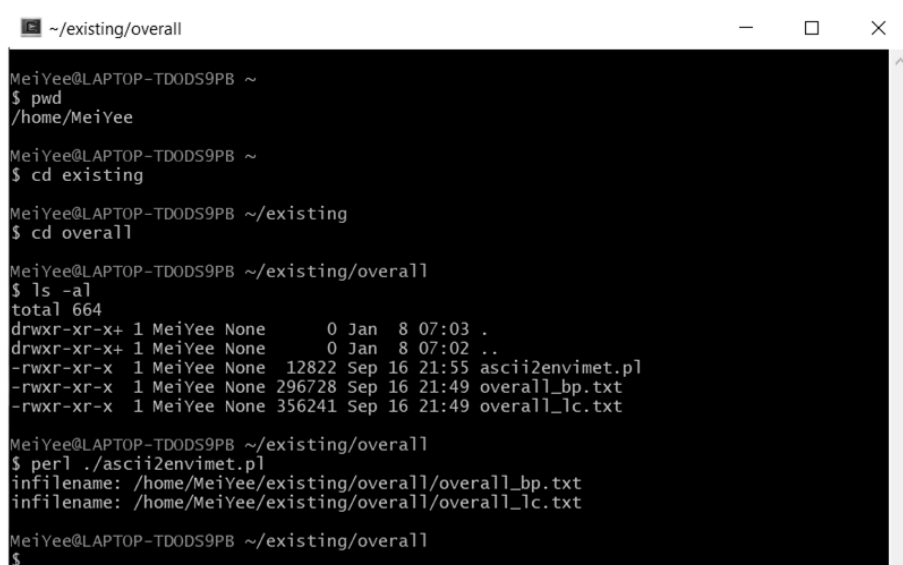 ~/existing/overall
MeiYee@LAPTOP-TDODS9PB ~
$ pwd
/home/MeiYee
MeiYee@LAPTOP-TDODS9PB ~
$ cd existing
MeiYee@LAPTOP-TDODS9PB ~/existing
$ cd overall
MeiYee@LAPTOP-TDODS9PB ~/existing/overall
$ ls -al
total 664
drwxr-xr-x+ 1 MeiYee None      0 Jan  8 07:03 .
drwxr-xr-x+ 1 MeiYee None      0 Jan  8 07:02 ..
-rwxr-xr-x  1 MeiYee None  12822 Sep 16 21:55 ascii2envimet.pl
-rwxr-xr-x  1 MeiYee None 296728 Sep 16 21:49 overall_bp.txt
-rwxr-xr-x  1 MeiYee None 356241 Sep 16 21:49 overall_lc.txt
MeiYee@LAPTOP-TDODS9PB ~/existing/overall
$ perl ./ascii2envimet.pl
infilename: /home/MeiYee/existing/overall/overall_bp.txt
infilename: /home/MeiYee/existing/overall/overall_lc.txt
MeiYee@LAPTOP-TDODS9PB ~/existing/overall
$